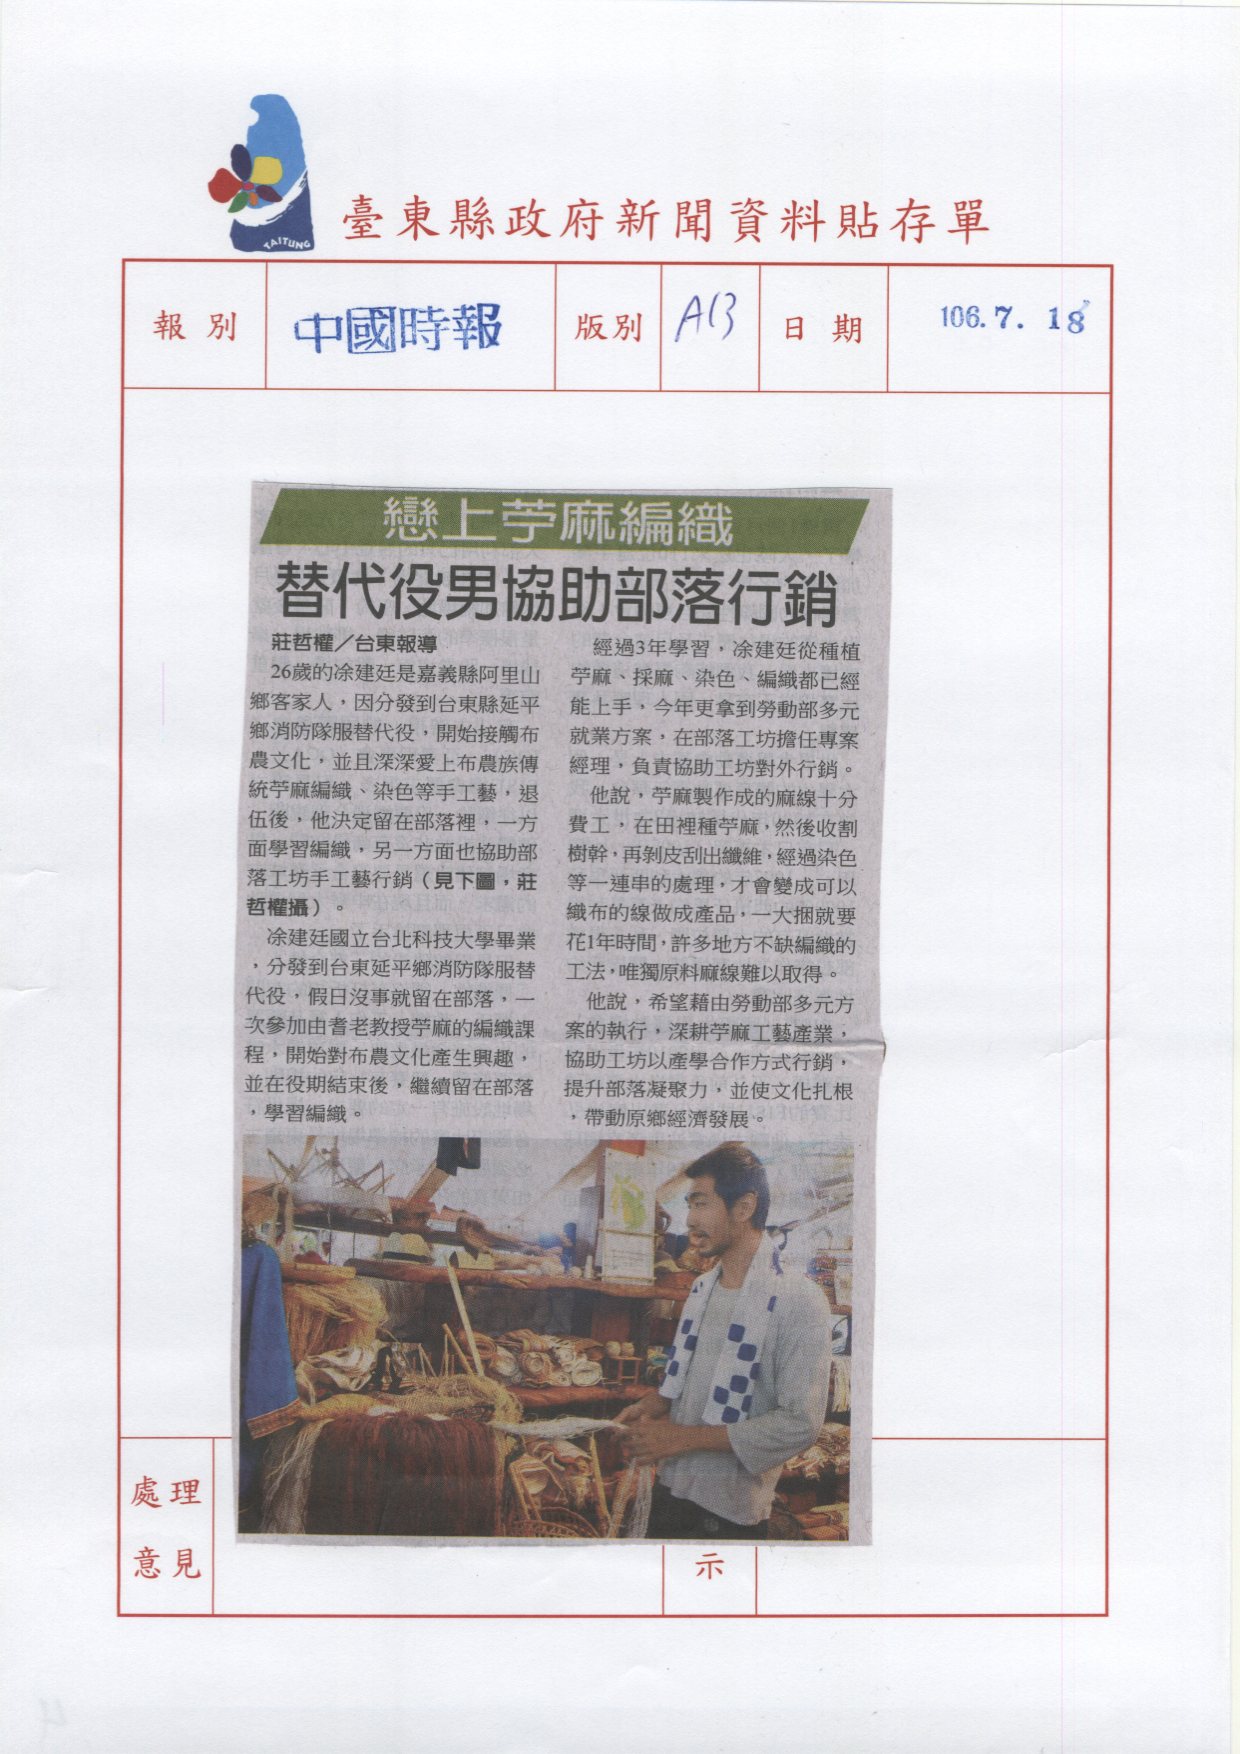 TAITUNG
臺東縣政府新聞資料貼存單
報別 中國時報 版別 A13 日期 106.7.18
戀上苧麻編織
替代役男協助部落行銷
莊哲權／台東報導
26歲的凃建廷是嘉義縣阿里山
鄉客家人，因分發到台東縣延平
鄉消防隊服替代役，開始接觸布
農文化，並且深深愛上布農族傳
統苧麻編織、染色等手工藝，退
伍後，他決定留在部落裡，一方
面學習編織，另一方面也協助部
落工坊手工藝行銷（見下圖，莊
哲權攝）。
凃建廷國立台北科技大學畢業
，分發到台東延平鄉消防隊服替
代役，假日沒事就留在部落，一
次參加由耆老教授苧麻的編織課
程，開始對布農文化產生興趣，
並在役期結束後，繼續留在部落
，學習編織。
經過3年學習，凃建廷從種植
苧麻、採麻、染色、編織都已經
能上手，今年更拿到勞動部多元
就業方案，在部落工坊擔任專案
經理，負責協助工坊對外行銷。
他說，苧麻製作成的麻線十分
費工，在田裡種苧麻，然後收割
樹幹，再剝皮刮出纖維，經過染色
等一連串的處理，才會變成可以
織布的線做成產品，一大捆就要
花1年時間，許多地方不缺編織的
工法，唯獨原料麻線難以取得。
他說，希望藉由勞動部多元方
案的執行，深耕苧麻工藝產業，
協助工坊以產學合作方式行銷，
提升部落凝聚力，並使文化扎根
，帶動原鄉經濟發展。
處理
意見
示